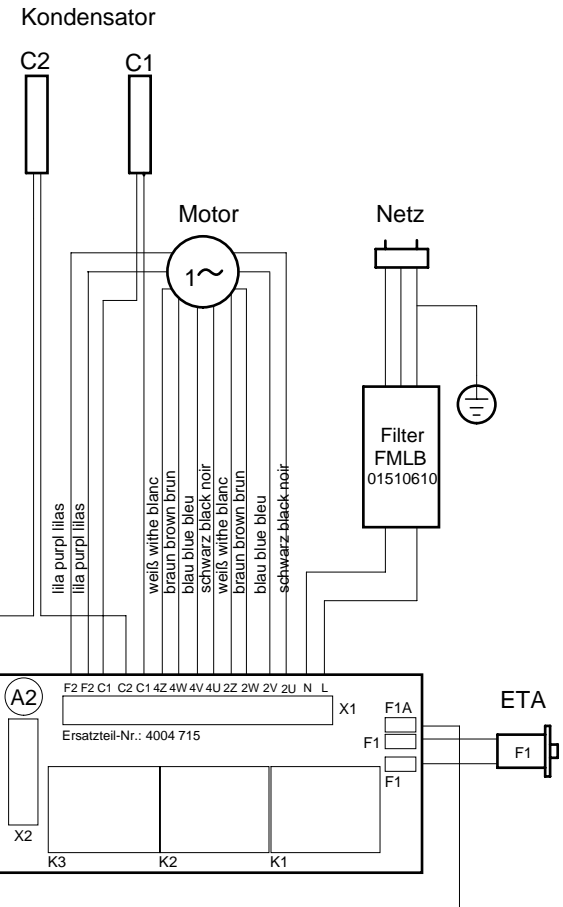 Kondensator
C2 C1
Motor Netz
1~
Filter
FMLB
01510610
lila purpl lilas
lila purpl lilas
weiß withe blanc
braun brown brun
blau blue bleu
schwarz black noir
weiß withe blanc
braun brown brun
blau blue bleu
schwarz black noir
A2
F2 F2 C1 C2 C1 4Z 4W 4V 4U 2Z 2W 2V 2U N L
X1
F1A
ETA
Ersatzteil-Nr.: 4004 715
F1
F1
F1
X2
K3 K2 K1